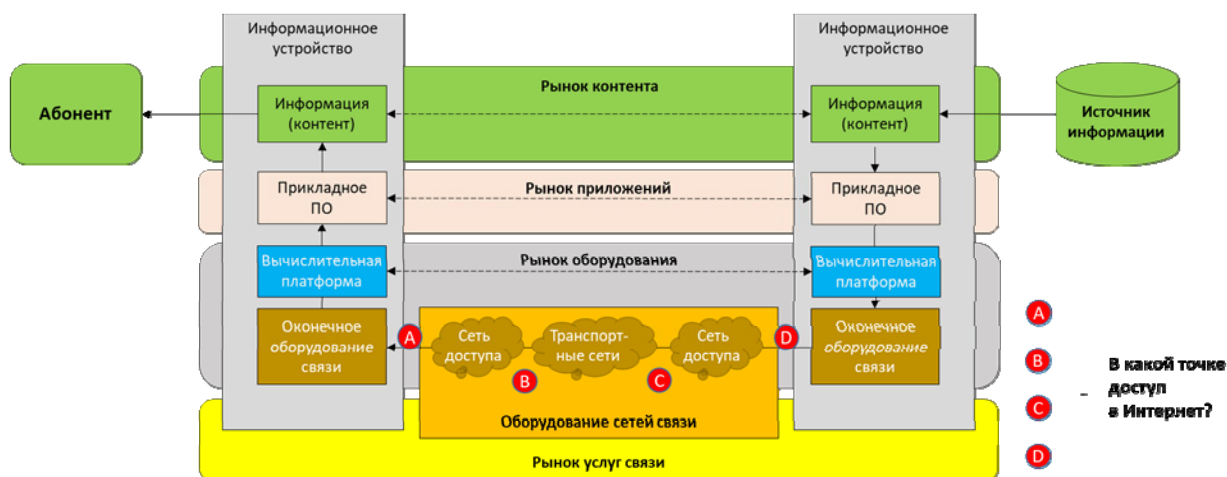 Информационное
устройство
Информационное
устройство
Рынок контента
Абонент
Информация
(контент)
Информация
(контент)
Источник
информации
Рынок приложений
Прикладное
ПО
Прикладное
ПО
Рынок оборудования
Вычислительная
платформа
Вычислительная
платформа
Оконечное
оборудование
связи
A
Сеть
доступа
B
Транспорт-
ные сети
C
Сеть
доступа
D
Оконечное
оборудование
связи
Оборудование сетей связи
Рынок услуг связи
A
B
C
D
-
В какой точке
доступ
в Интернет?